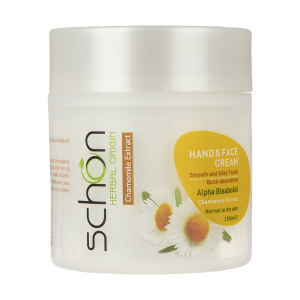 schon
HERBAL ORIGIN
Chamomile Extract
HAND & FACE
CREAM
Smooth and Silky Touch
Quick absorption
Alpha Bisabolol
Chamomile Extract
Normal to dry skin
150ml℮